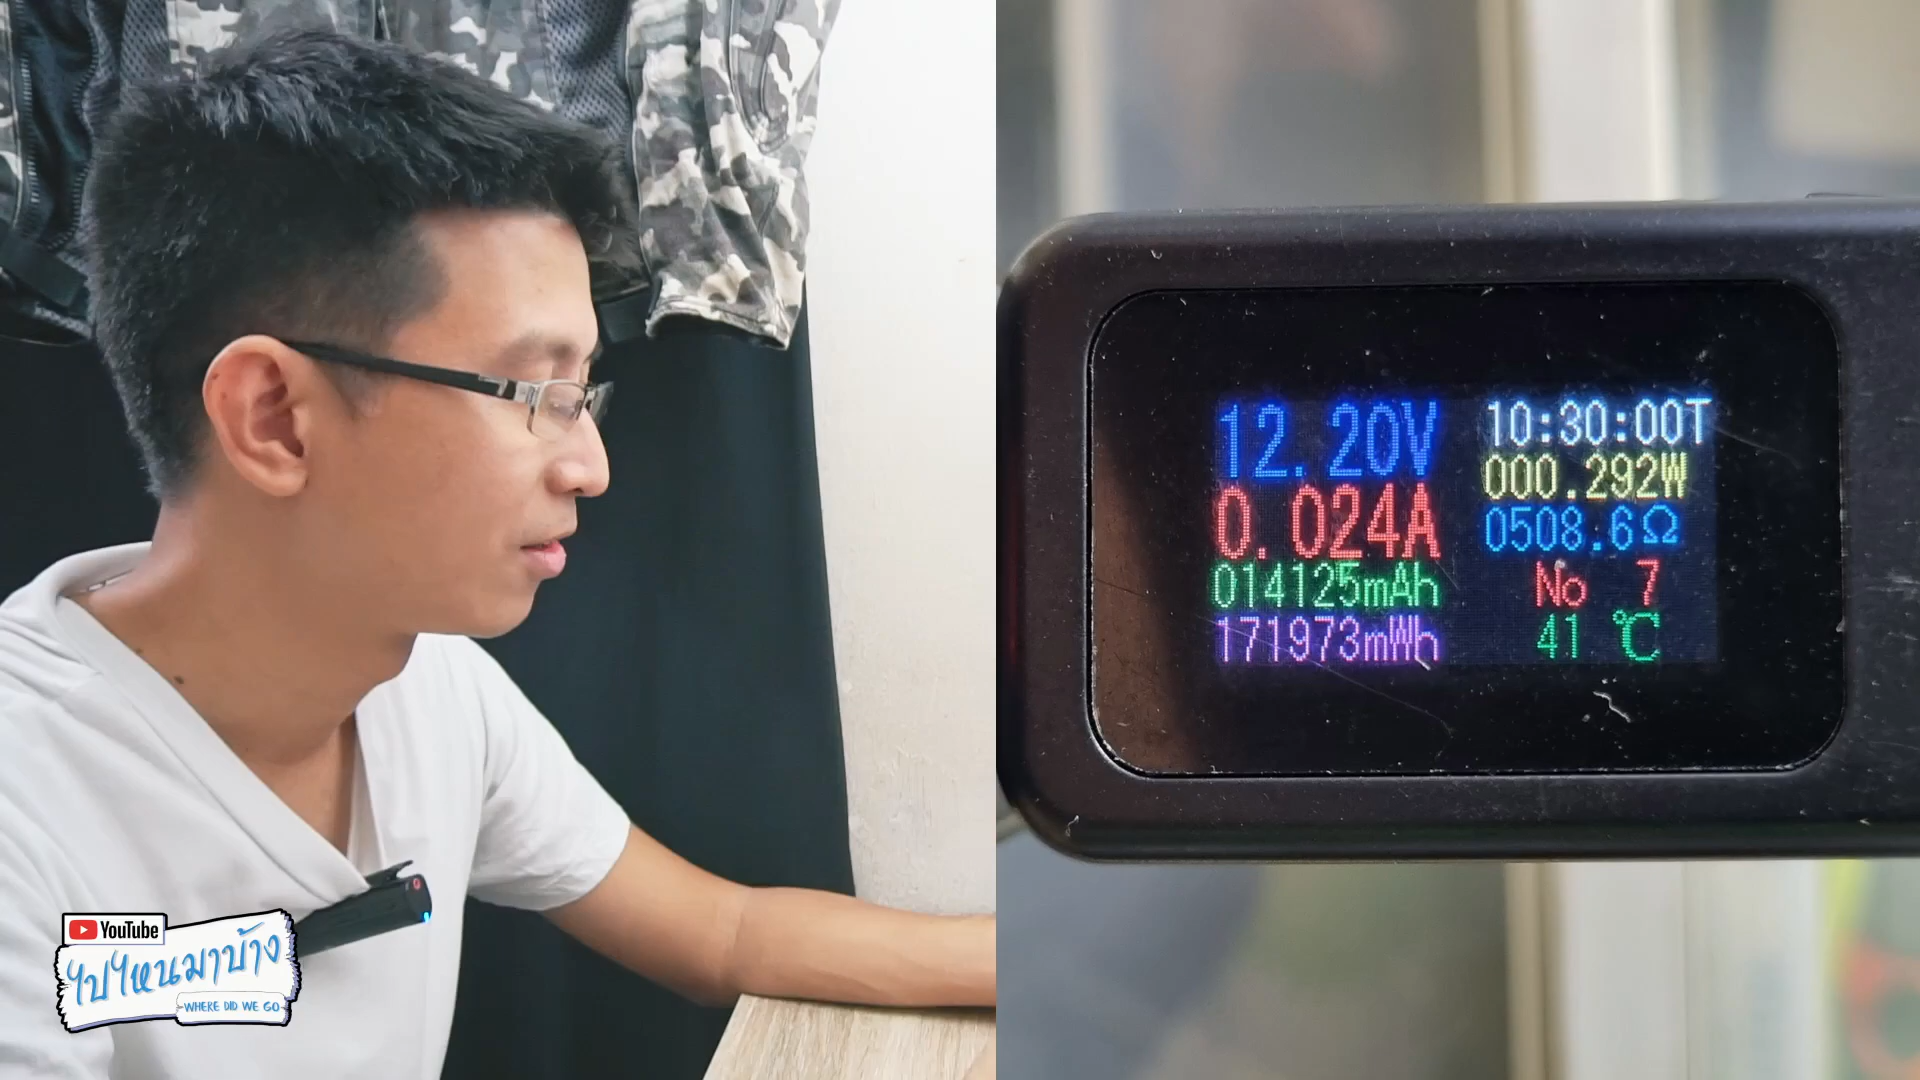 YouTube
ไปไหนมาบ้าง
WHERE DID WE GO
12.20V
0.024A
014125mAh
171973mWh
10:30:00T
000.292W
0508.6Ω
No 7
41 ℃